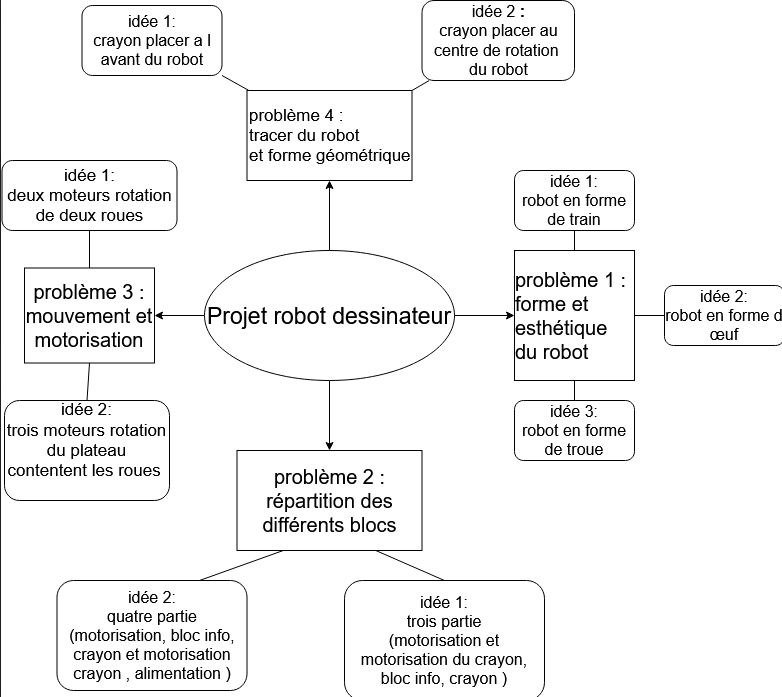 idée 1:
crayon placer a l
avant du robot
idée 2 :
crayon placer au
centre de rotation
du robot
problème 4 :
tracer du robot
et forme géométrique
idée 1:
deux moteurs rotation
de deux roues
idée 1:
robot en forme
de train
problème 3 :
mouvement et
motorisation
Projet robot dessinateur
problème 1 :
forme et
esthétique
du robot
idée 2:
robot en forme d
œuf
idée 2:
trois moteurs rotation
du plateau
contentent les roues
idée 3:
robot en forme
de troue
problème 2 :
répartition des
différents blocs
idée 2:
quatre partie
(motorisation, bloc info,
crayon et motorisation
crayon , alimentation )
idée 1:
trois partie
(motorisation et
motorisation du crayon,
bloc info, crayon )